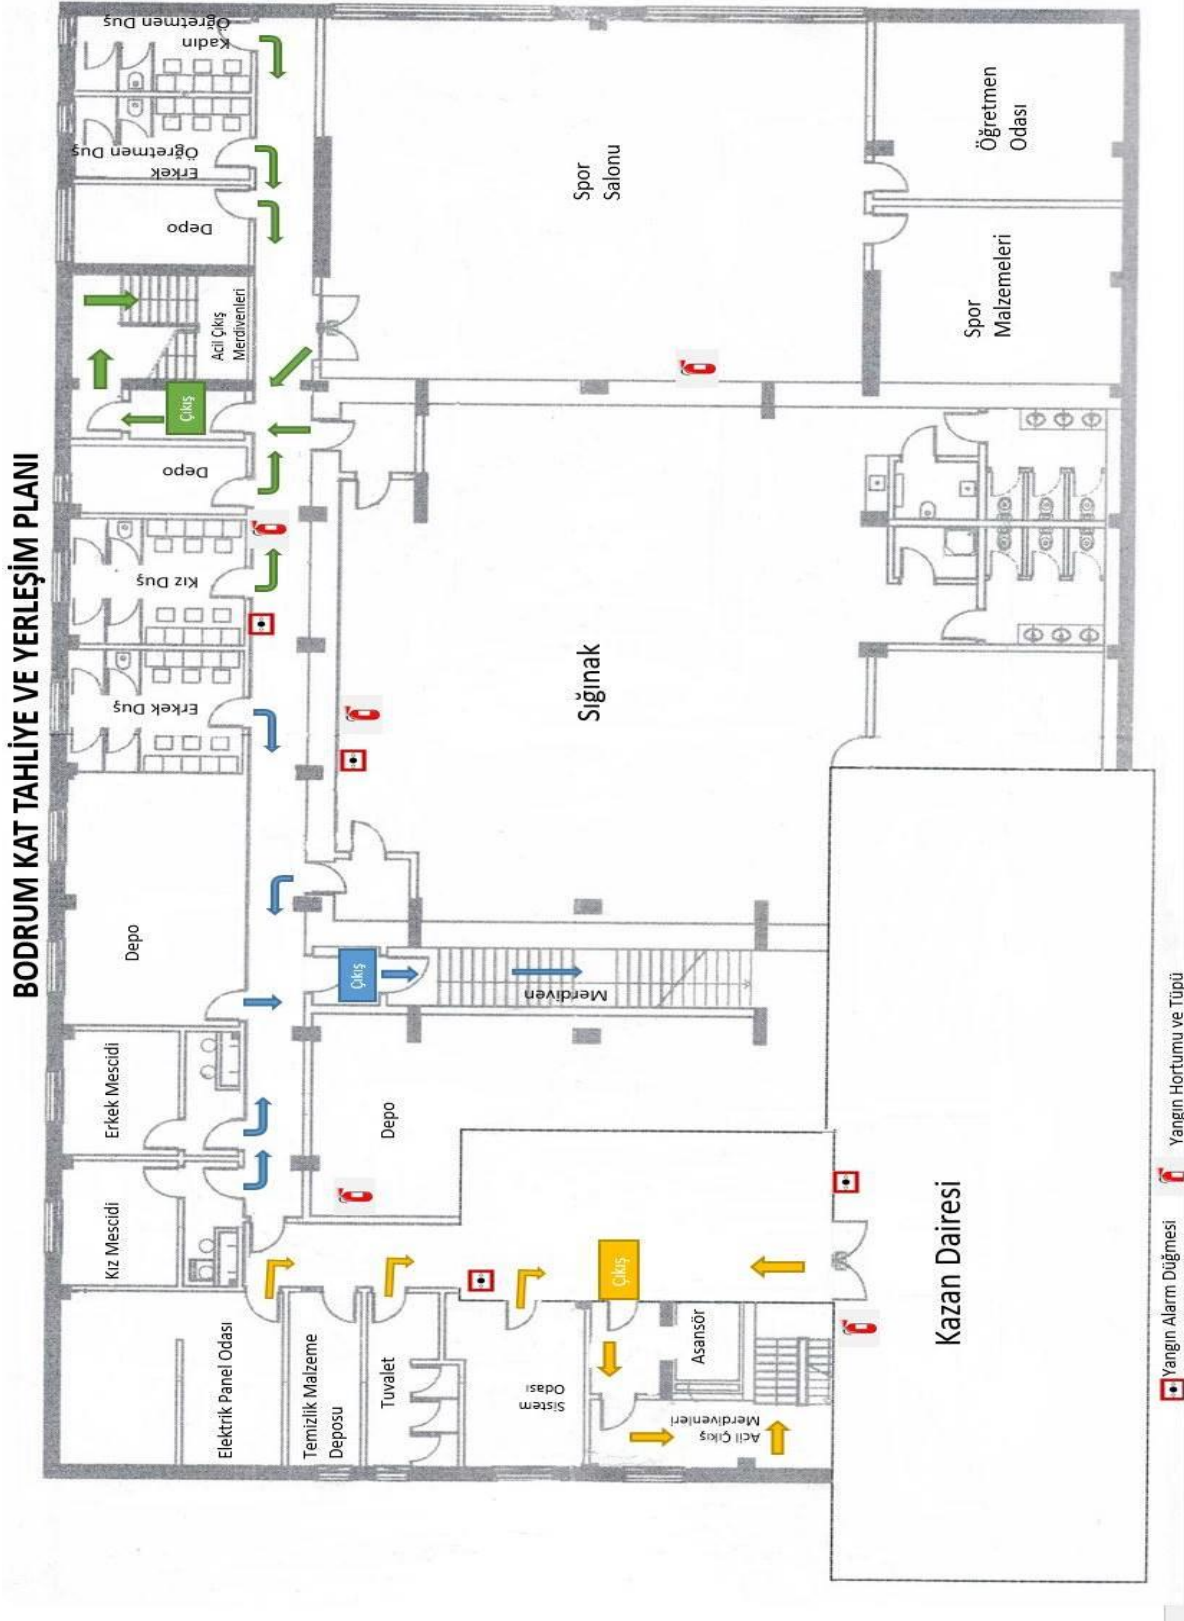 BODRUM KAT TAHLİYE VE YERLEŞİM PLANI
Kız Mescidi
Erkek Mescidi
Depo
Erkek Duş
Kız Duş
Depo
Çıkış
Acil Çıkış
Merdivenleri
Depo
Erkek
Öğretmen Duş
Kadın
Öğretmen Duş
Elektrik Panel Odası
Temizlik Malzeme
Deposu
Tuvalet
Sistem
Odası
Çıkış
Asansör
Acil Çıkış
Merdivenleri
Depo
Çıkış
Merdiven
Sığınak
Spor
Salonu
Spor
Malzemeleri
Öğretmen
Odası
Kazan Dairesi
Yangın Alarm Düğmesi
Yangın Hortumu ve Tüpü